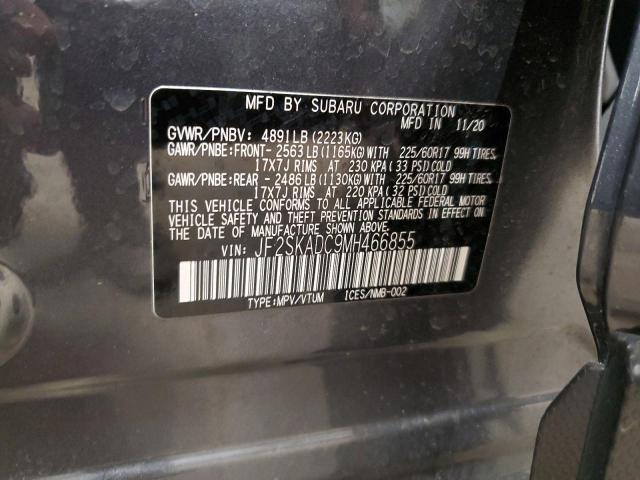 MFD BY SUBARU CORPORATION
MFD IN 11/20
GVWR/PNBV: 4891LB(2223KG)
GAWR/PNBE:FRONT-2563LB(1165KG)WITH 225/60R17 99H TIRES,
17X7J RIMS AT 230 KPA(33 PSI)COLD
GAWR/PNBE:REAR -2486LB(1130KG)WITH 225/60R17 99H TIRES,
17X7J RIMS AT 220 KPA(32 PSI)COLD
THIS VEHICLE CONFORMS TO ALL APPLICABLE FEDERAL MOTOR
VEHICLE SAFETY AND THEFT PREVENTION STANDARDS IN EFFECT ON THE DATE
OF MANUFACTURE SHOWN ABOVE.
VIN: JF2SKADC9MH466855
TYPE:MPV/VTUM ICES/NMB-002